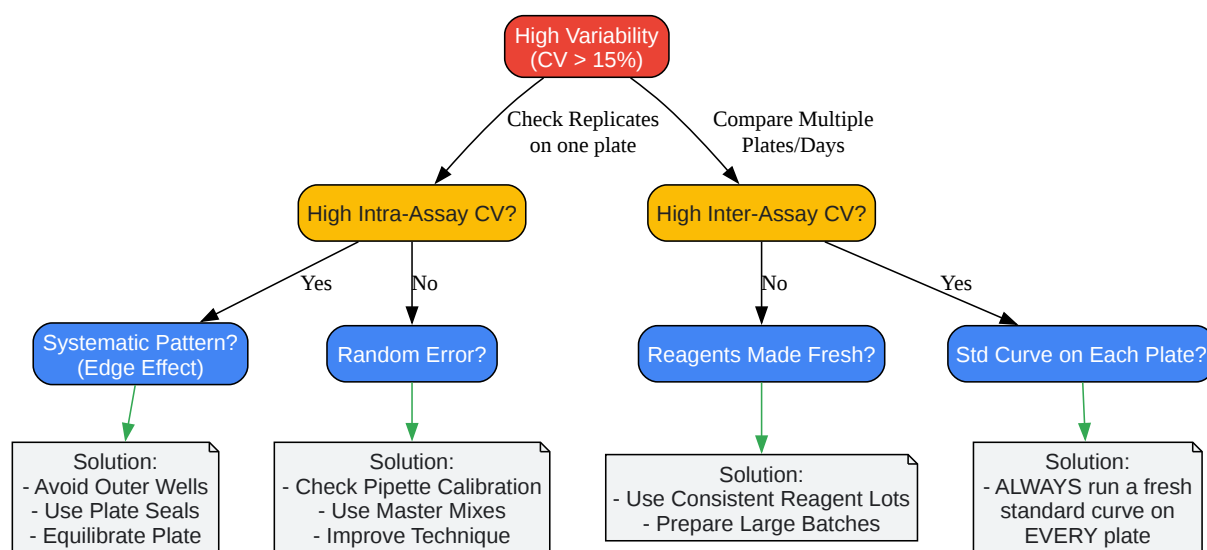 High Variability
(CV > 15%)
Check Replicates
on one plate
Compare Multiple
Plates/Days
High Intra-Assay CV?
High Inter-Assay CV?
Yes
No
No
Yes
Systematic Pattern?
(Edge Effect)
Random Error?
Reagents Made Fresh?
Std Curve on Each Plate?
Solution:
- Avoid Outer Wells
- Use Plate Seals
- Equilibrate Plate
Solution:
- Check Pipette Calibration
- Use Master Mixes
- Improve Technique
Solution:
- Use Consistent Reagent Lots
- Prepare Large Batches
Solution:
- ALWAYS run a fresh
standard curve on
EVERY plate